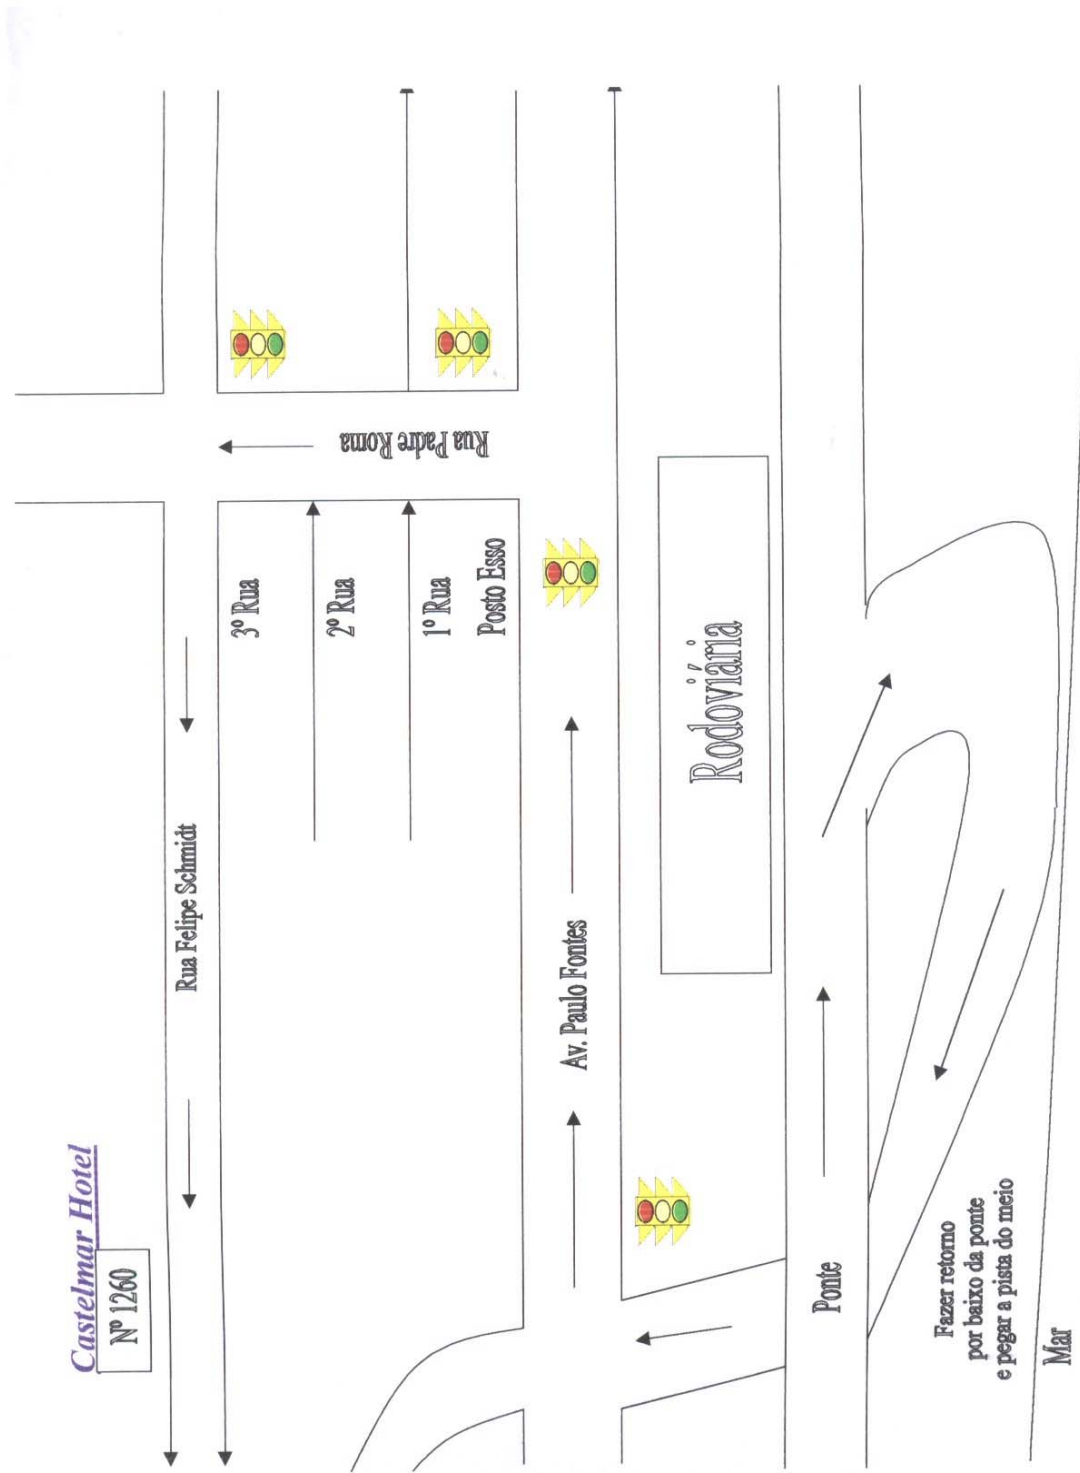 Castelmar Hotel
Nº 1260
Rua Felipe Schmidt
3º Rua
2º Rua
1º Rua
Posto Esso
Rua Padre Roma
Av. Paulo Fontes
Rodoviária
Ponte
Fazer retorno
por baixo da ponte
e pegar a pista do meio
Mar